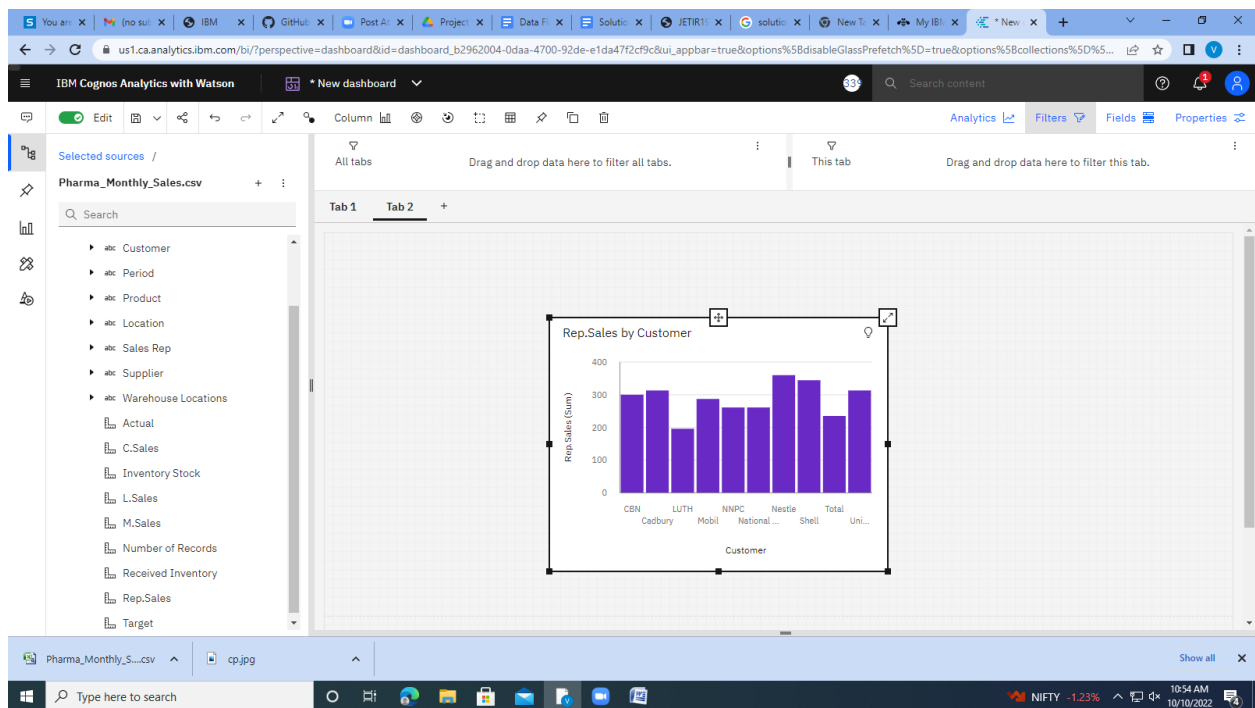 You are
(no sub
IBM
GitHub
Post At
Project
Data Fl
Solutio
JETIR19
solutio
New Ta
My IBM
* New
us1.ca.analytics.ibm.com/bi/?perspective=dashboard&id=dashboard_b2962004-0daa-4700-92de-e1da47f2cf9c&ui_appbar=true&options%5BdisableGlassPrefetch%5D=true&options%5Bcollections%5D%5...
V
IBM Cognos Analytics with Watson
* New dashboard
339
Search content
1
Edit
Column
Analytics
Filters
Fields
Properties
Selected sources /
Pharma_Monthly_Sales.csv
Search
abc Customer
abc Period
abc Product
abc Location
abc Sales Rep
abc Supplier
abc Warehouse Locations
Actual
C.Sales
Inventory Stock
L.Sales
M.Sales
Number of Records
Received Inventory
Rep.Sales
Target
All tabs
Drag and drop data here to filter all tabs.
This tab
Drag and drop data here to filter this tab.
Tab 1
Tab 2
+
Rep.Sales by Customer
Rep.Sales (Sum)
400
300
200
100
0
CBN
Cadbury
LUTH
Mobil
NNPC
National ...
Nestle
Shell
Total
Uni...
Customer
Pharma_Monthly_S....csv
cp.jpg
Show all
Type here to search
NIFTY -1.23%
10:54 AM
10/10/2022
4